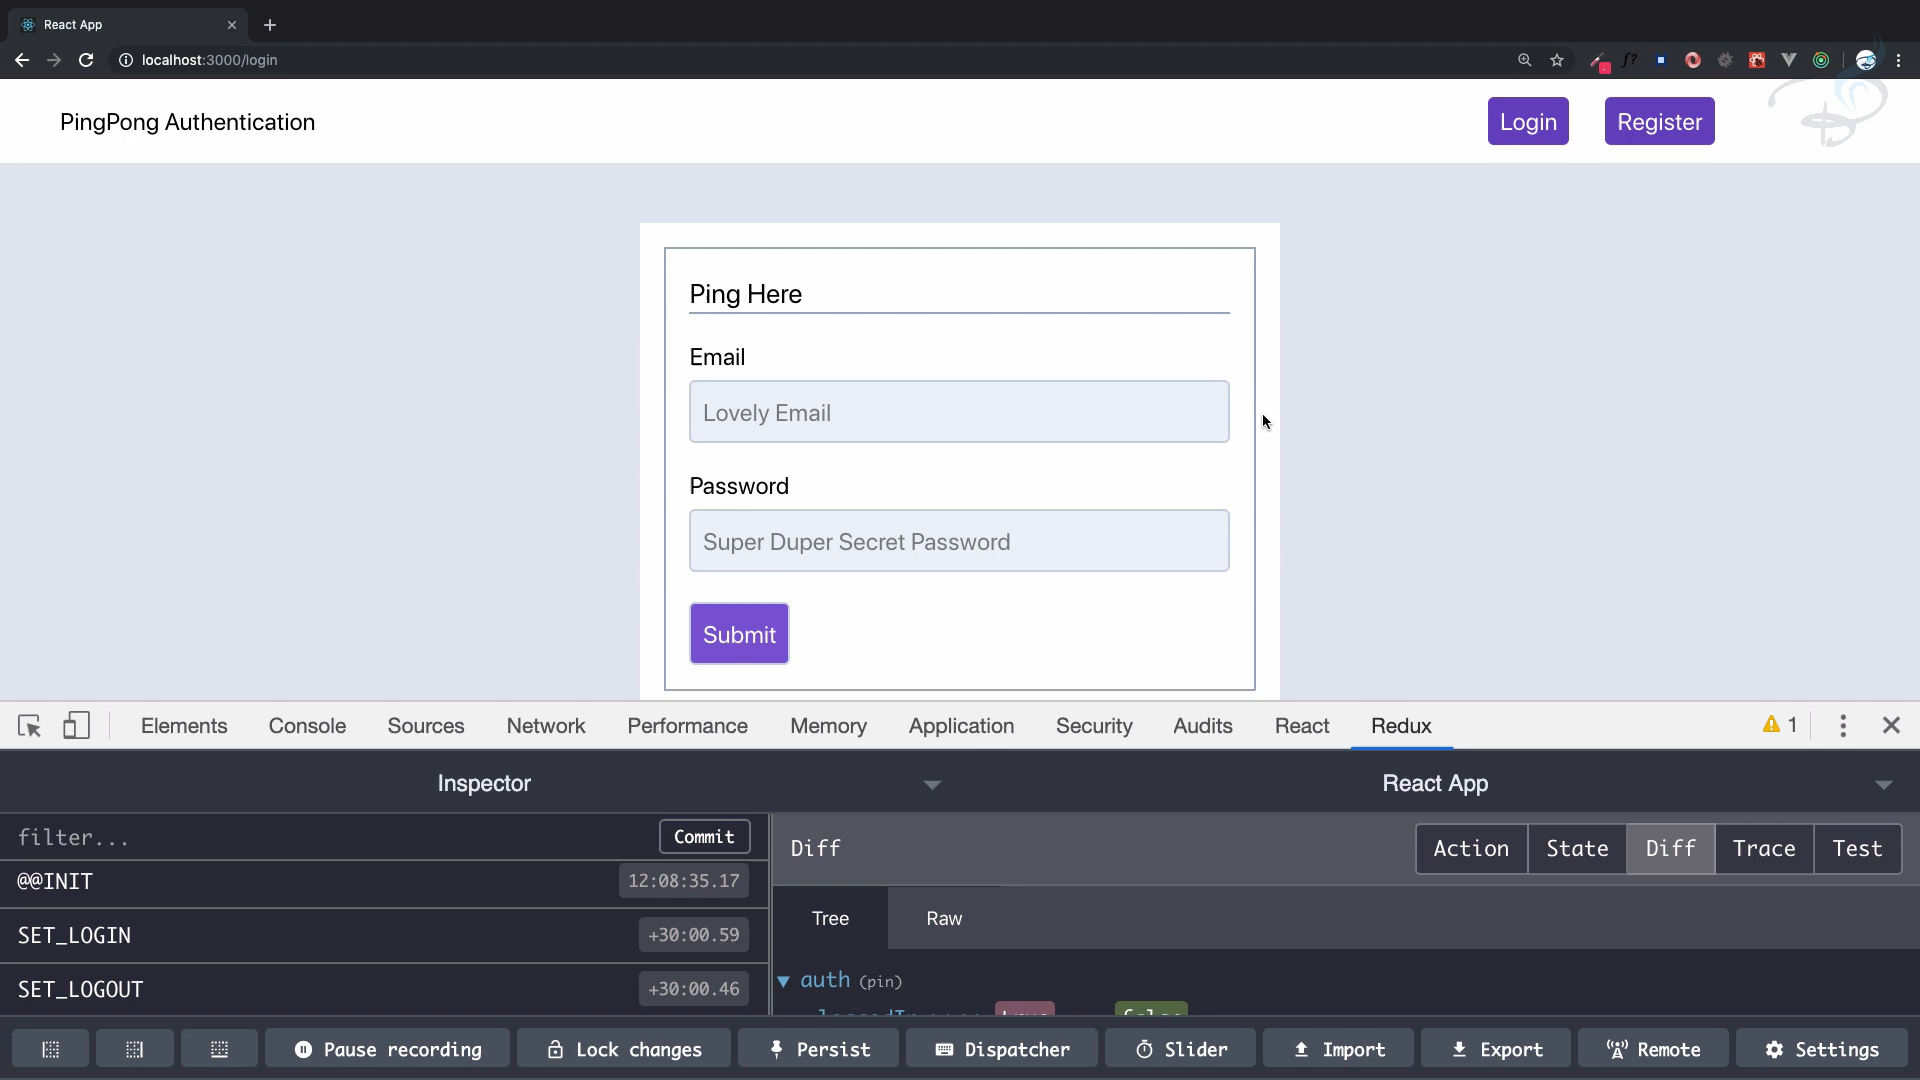 React App
localhost:3000/login
PingPong Authentication
Login
Register
Ping Here
Email
Lovely Email
Password
Super Duper Secret Password
Submit
Elements Console Sources Network Performance Memory Application Security Audits React Redux 1
Inspector
React App
filter...
Commit
@@INIT 12:08:35.17
SET_LOGIN +30:00.59
SET_LOGOUT +30:00.46
Diff
Action State Diff Trace Test
Tree Raw
auth (pin)
Pause recording Lock changes Persist Dispatcher Slider Import Export Remote Settings